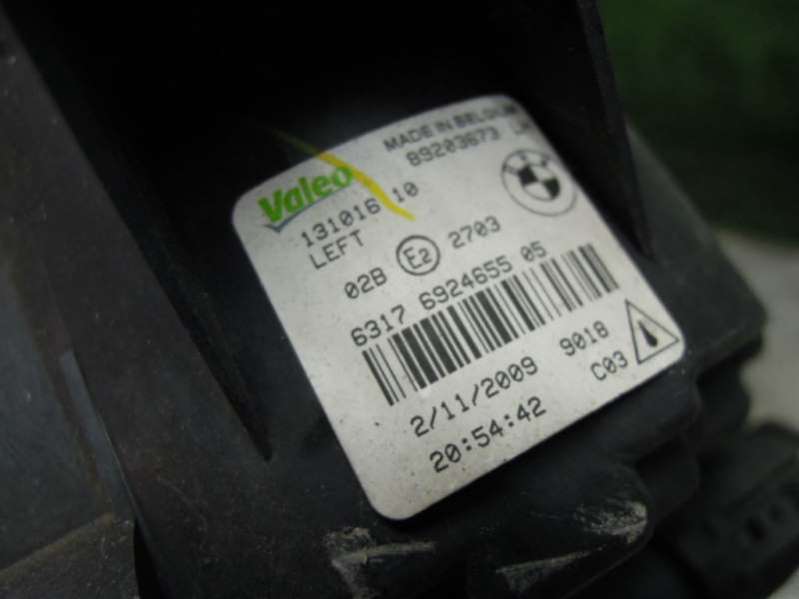 MADE IN BELGIUM
89203673
Valeo
131016 10
LEFT
02B E2 2703
6317 6924655 05
2/11/2009 9018
20:54:42 C03